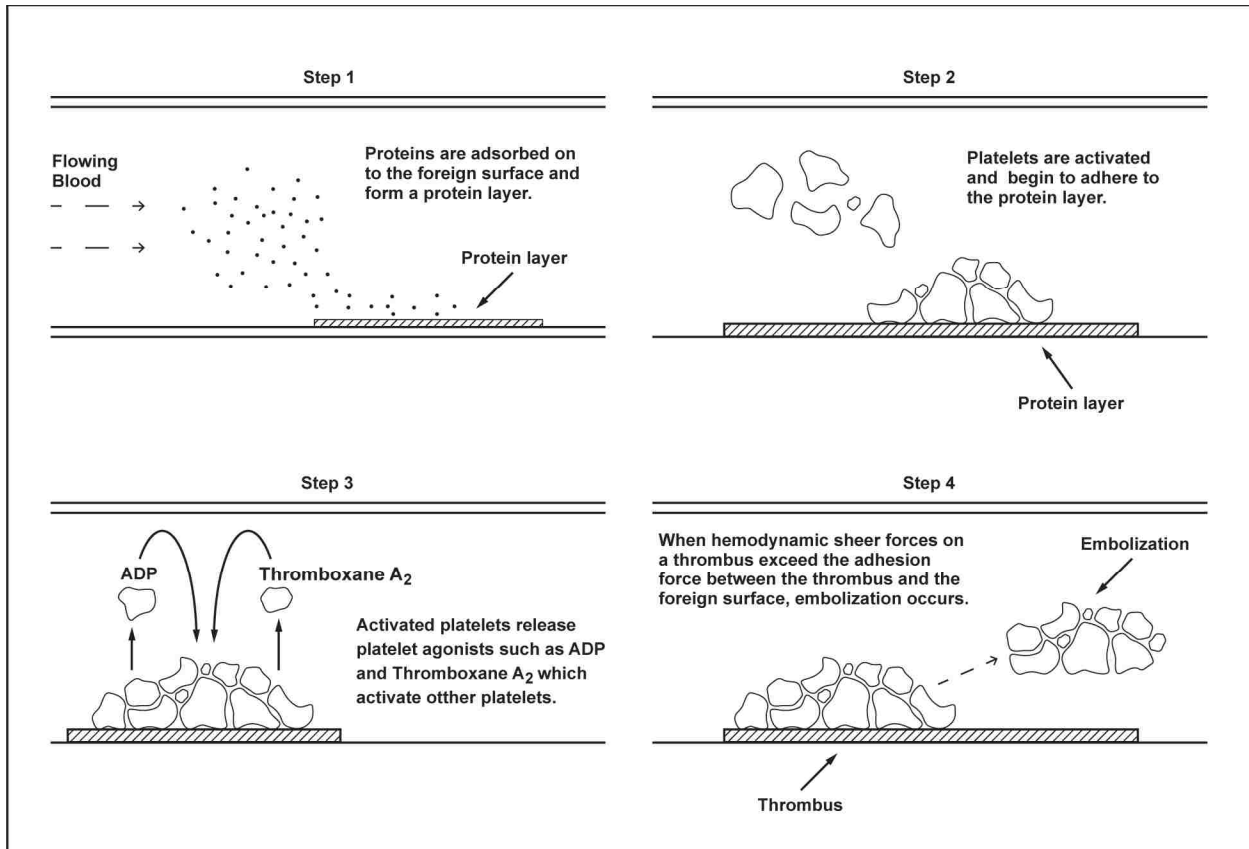 Step 1
Flowing
Blood
Proteins are adsorbed on
to the foreign surface and
form a protein layer.
Protein layer
Step 2
Platelets are activated
and begin to adhere to
the protein layer.
Protein layer
Step 3
ADP
Thromboxane A2
Activated platelets release
platelet agonists such as ADP
and Thromboxane A2 which
activate otther platelets.
Step 4
When hemodynamic sheer forces on
a thrombus exceed the adhesion
force between the thrombus and the
foreign surface, embolization occurs.
Embolization
Thrombus